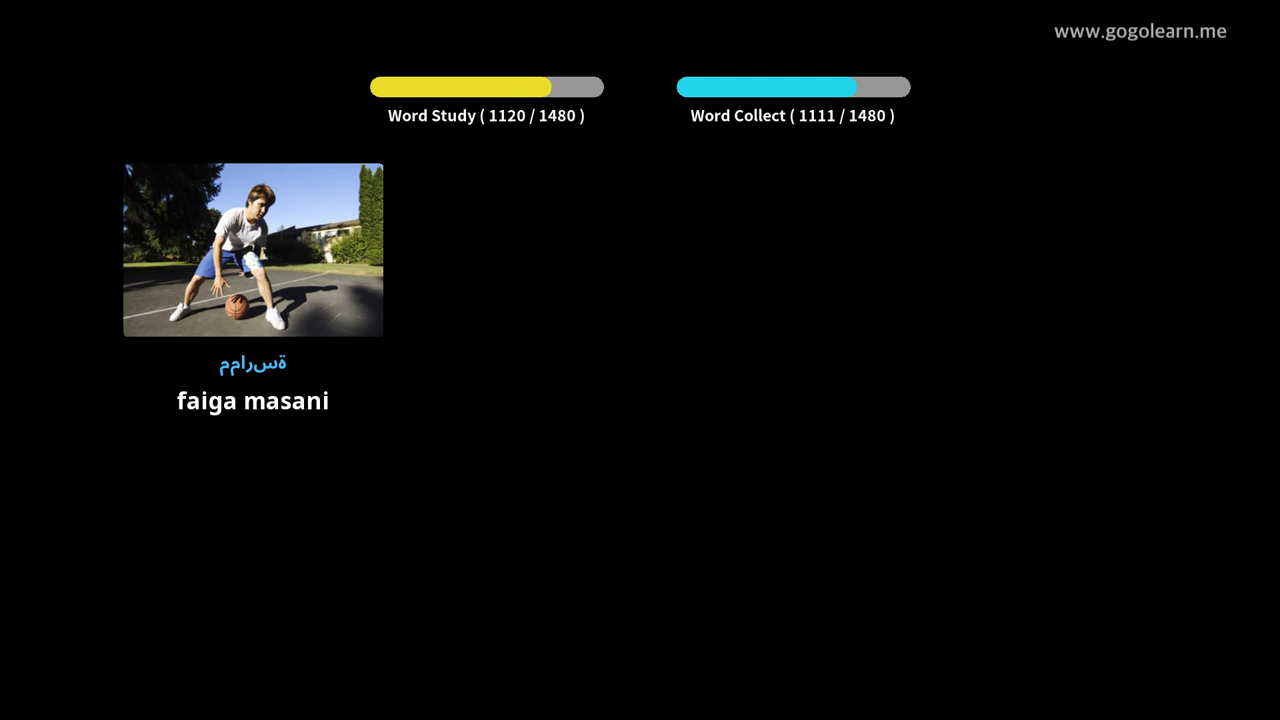 www.gogolearn.me
Word Study ( 1120 / 1480 )
Word Collect ( 1111 / 1480 )
ممارسة
faiga masani